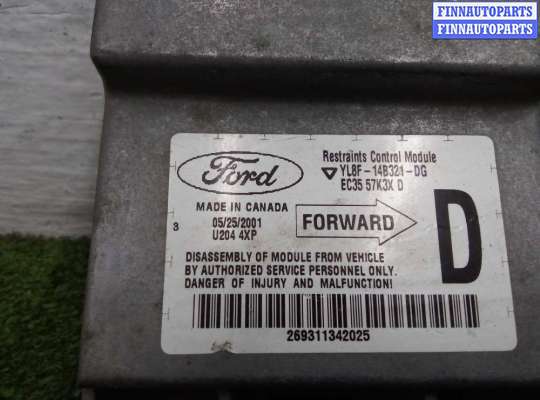 FINNAUTOPARTS
FINNAUTOPARTS
FINNAUTOPARTS
Ford
Restraints Control Module
YL8F-14B321-DG
EC35 57K3X D
MADE IN CANADA
05/25/2001
U204 4XP
3
FORWARD
D
DISASSEMBLY OF MODULE FROM VEHICLE
BY AUTHORIZED SERVICE PERSONNEL ONLY.
DANGER OF INJURY AND MALFUNCTION!
269311342025